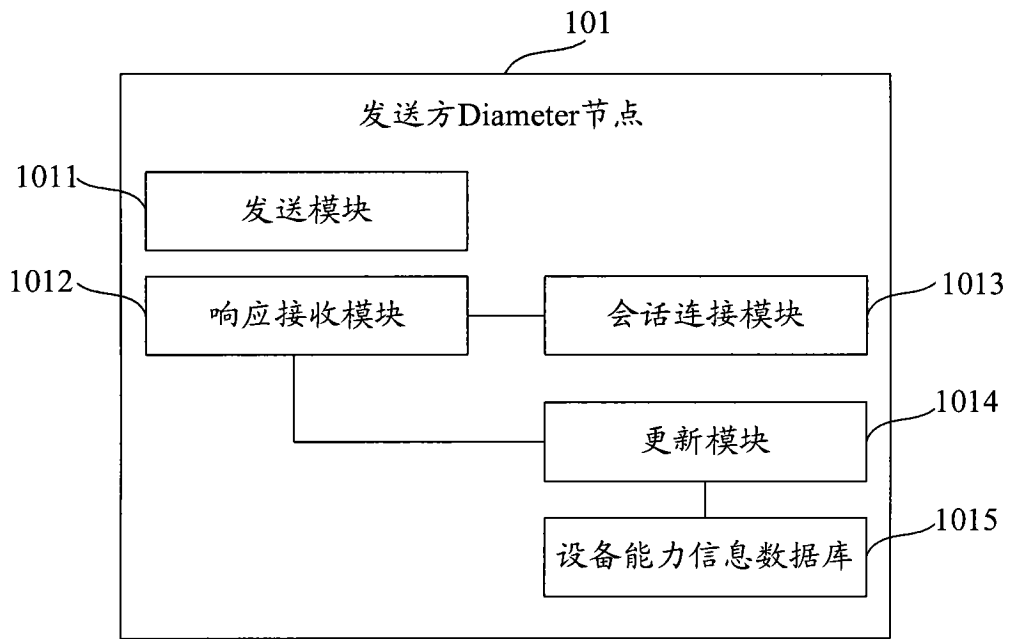 101
发送方Diameter节点
1011
发送模块
1012
响应接收模块
会话连接模块
1013
更新模块
1014
设备能力信息数据库
1015